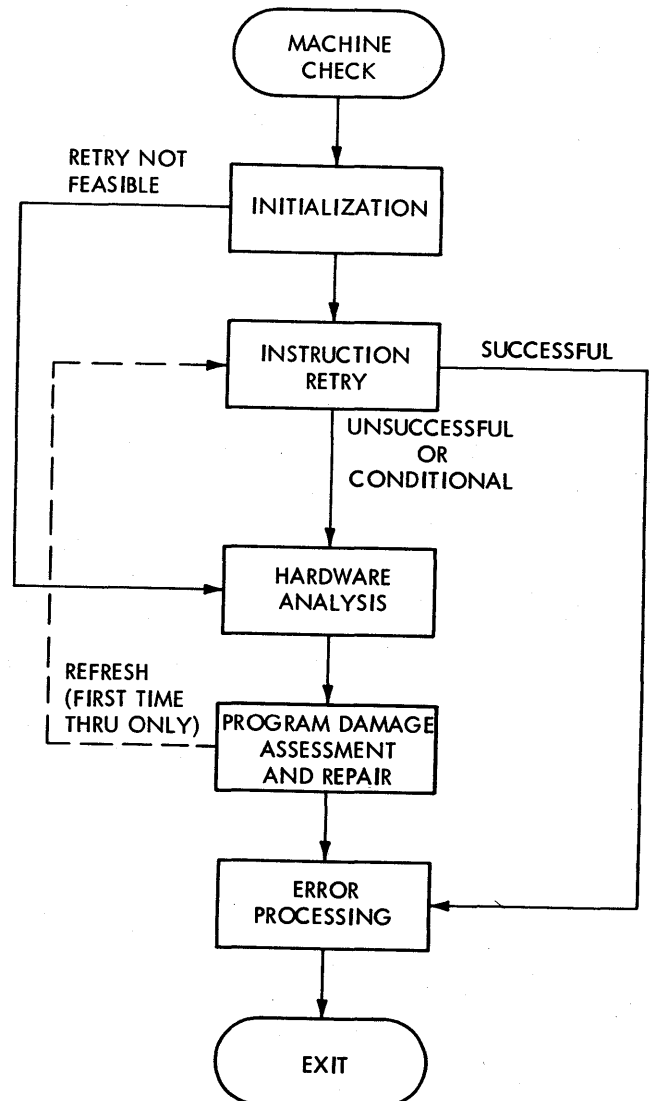 MACHINE
CHECK
RETRY NOT
FEASIBLE
INITIALIZATION
INSTRUCTION
RETRY
SUCCESSFUL
UNSUCCESSFUL
OR
CONDITIONAL
HARDWARE
ANALYSIS
REFRESH
(FIRST TIME
THRU ONLY)
PROGRAM DAMAGE
ASSESSMENT
AND REPAIR
ERROR
PROCESSING
EXIT